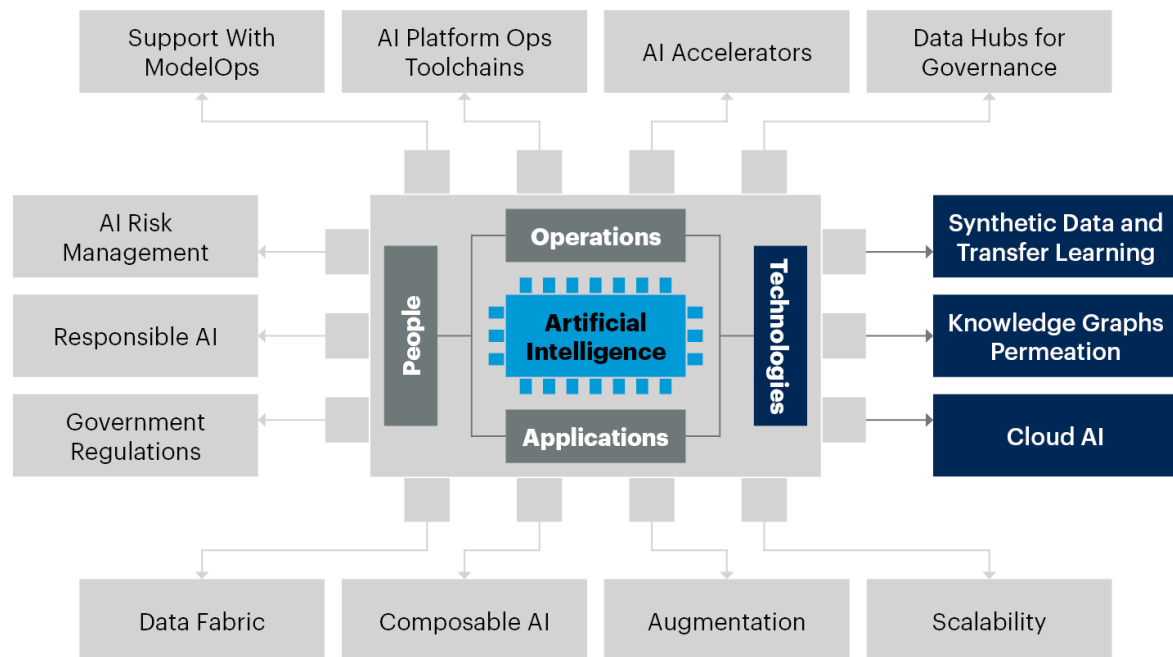 Support With
ModelOps
AI Platform Ops
Toolchains
AI Accelerators
Data Hubs for
Governance
AI Risk
Management
Responsible AI
Government
Regulations
People
Operations
Artificial
Intelligence
Applications
Technologies
Synthetic Data and
Transfer Learning
Knowledge Graphs
Permeation
Cloud AI
Data Fabric
Composable AI
Augmentation
Scalability